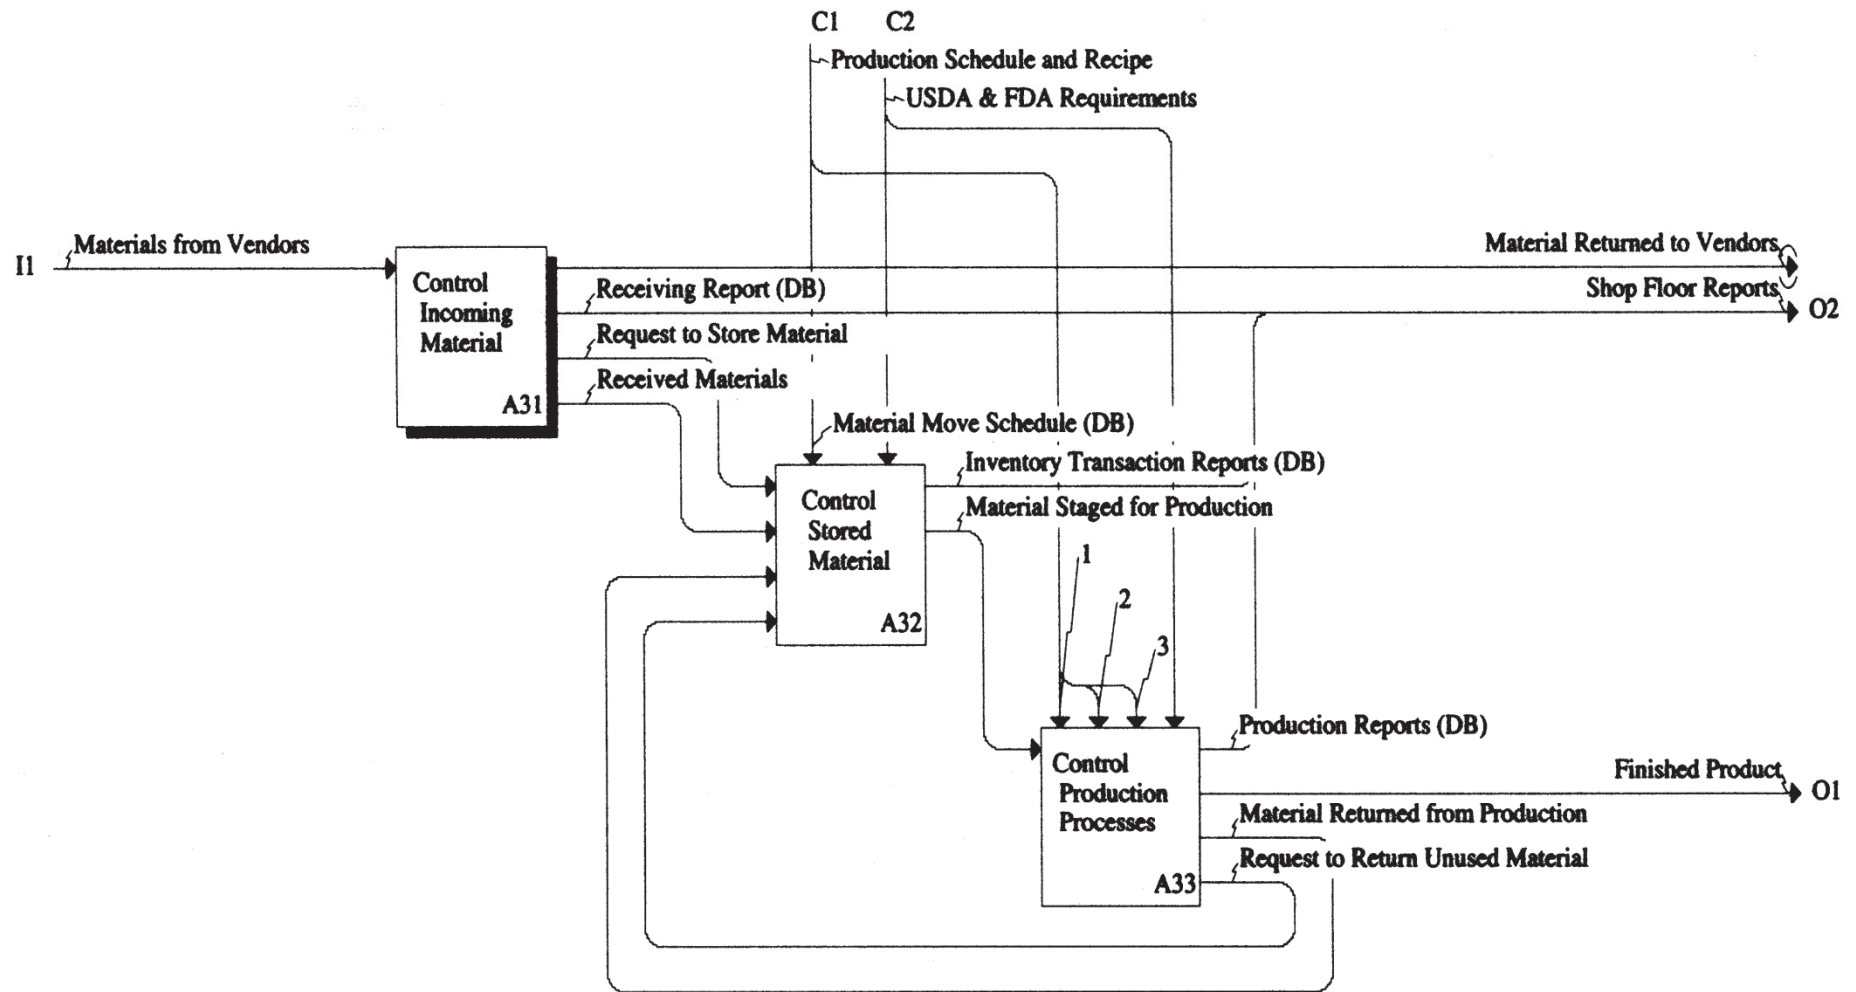 C1 C2
Production Schedule and Recipe
USDA & FDA Requirements
Materials from Vendors
I1
Material Returned to Vendors
Control
Incoming
Material
A31
Receiving Report (DB)
Shop Floor Reports
O2
Request to Store Material
Received Materials
Material Move Schedule (DB)
Control
Stored
Material
A32
Inventory Transaction Reports (DB)
Material Staged for Production
1
2
3
Control
Production
Processes
A33
Production Reports (DB)
Finished Product
O1
Material Returned from Production
Request to Return Unused Material